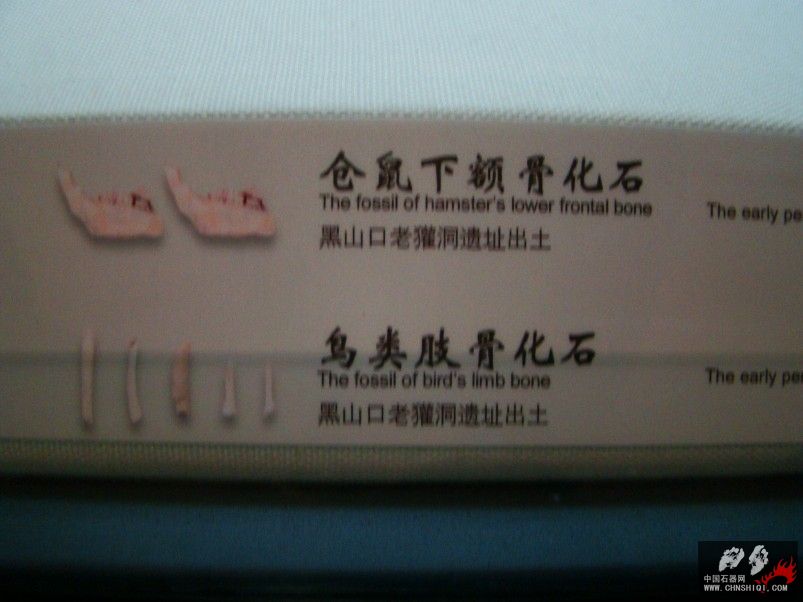 仓鼠下额骨化石
The fossil of hamster's lower frontal bone
The early pe
黑山口老獾洞遗址出土
鸟类肢骨化石
The fossil of bird's limb bone
The early pe
黑山口老獾洞遗址出土
中国石器网
WWW.CHNSHIQI.COM